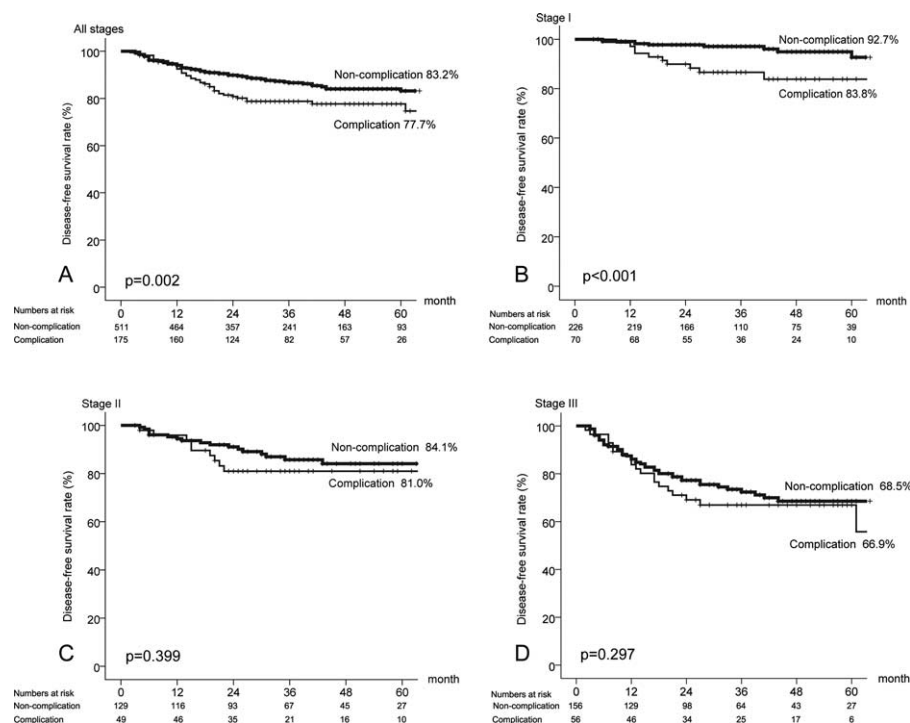 All stages
100
80
60
40
20
0
Disease-free survival rate (%)
Non-complication 83.2%
Complication 77.7%
A
p=0.002
0 12 24 36 48 60 month
Numbers at risk
Non-complication 511 464 357 241 163 93
Complication 175 160 124 82 57 26
Stage I
100
80
60
40
20
0
Disease-free survival rate (%)
Non-complication 92.7%
Complication 83.8%
B
p<0.001
0 12 24 36 48 60 month
Numbers at risk
Non-complication 226 219 166 110 75 39
Complication 70 68 55 36 24 10
Stage II
100
80
60
40
20
0
Disease-free survival rate (%)
Non-complication 84.1%
Complication 81.0%
C
p=0.399
0 12 24 36 48 60 month
Numbers at risk
Non-complication 129 116 93 67 45 27
Complication 49 46 35 21 16 10
Stage III
100
80
60
40
20
0
Disease-free survival rate (%)
Non-complication 68.5%
Complication 66.9%
D
p=0.297
0 12 24 36 48 60 month
Numbers at risk
Non-complication 156 129 98 64 43 27
Complication 56 46 34 25 17 6